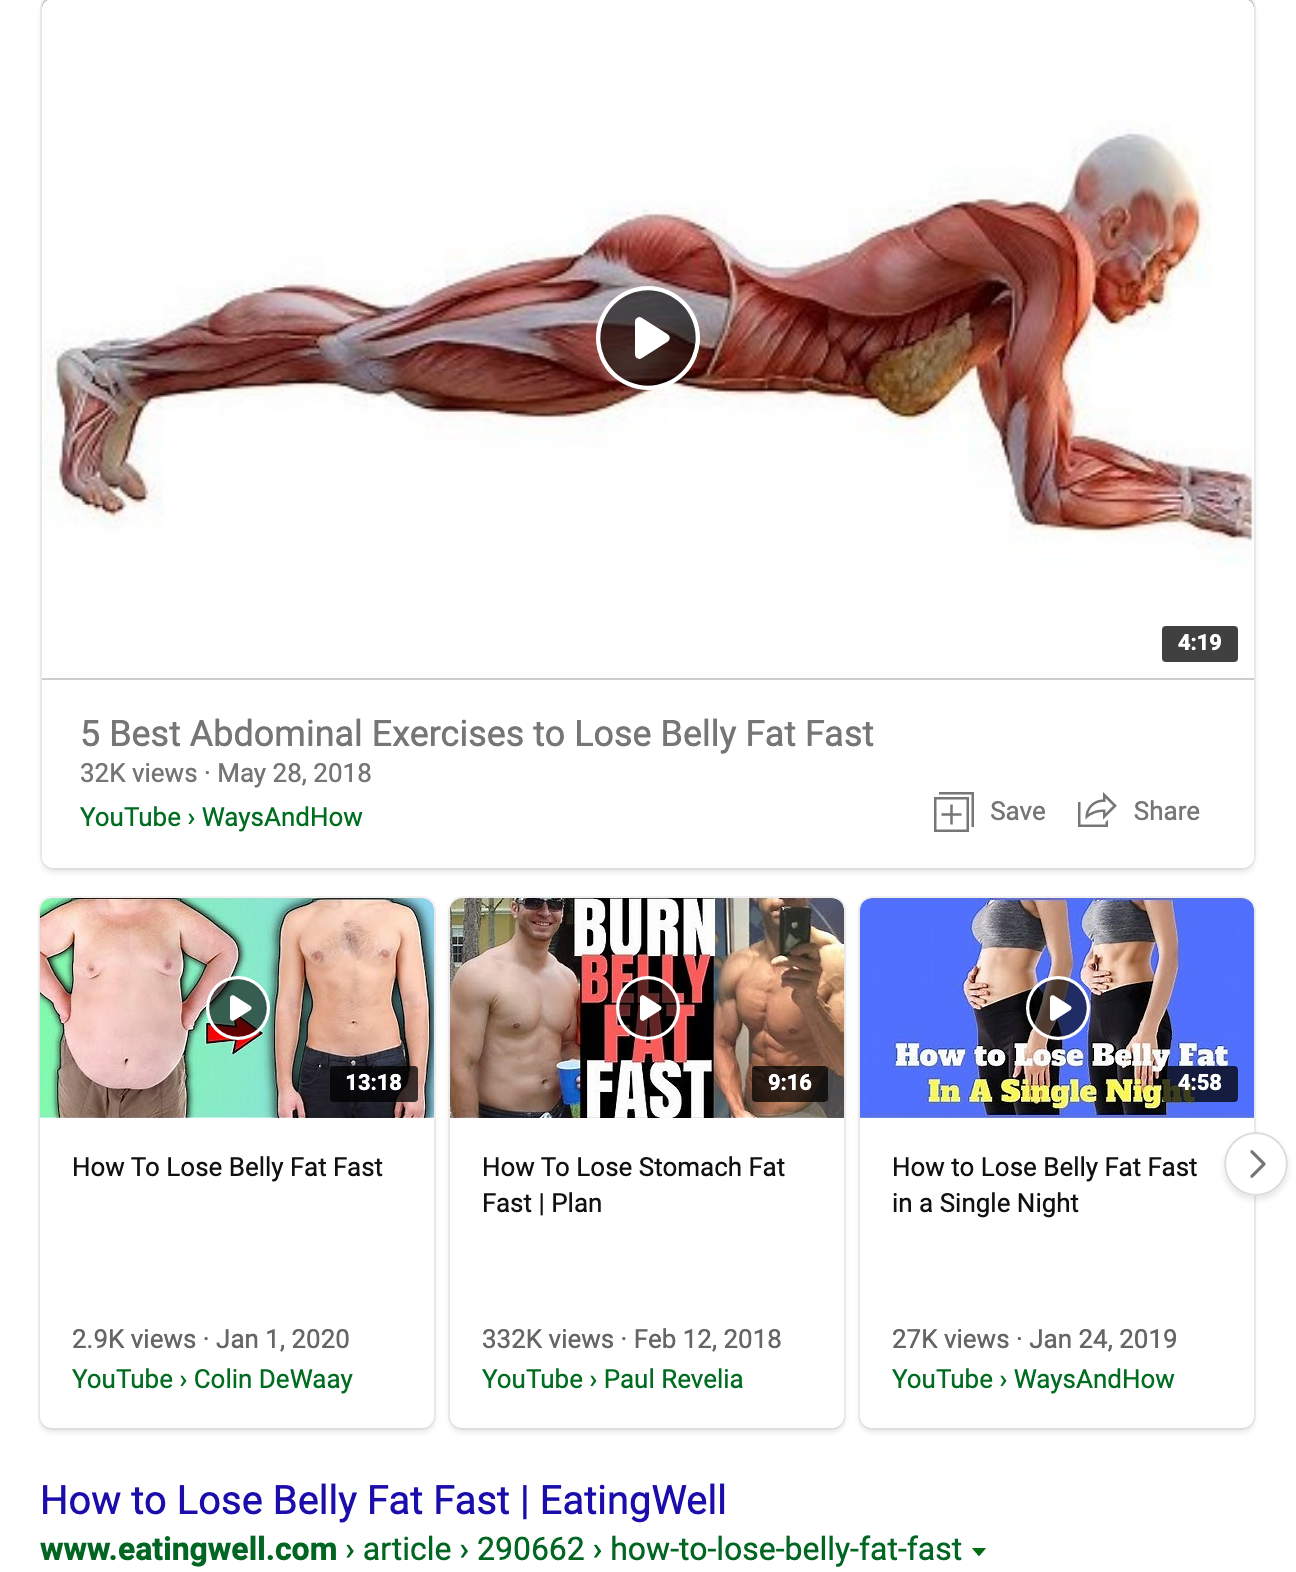 4:19
5 Best Abdominal Exercises to Lose Belly Fat Fast
32K views · May 28, 2018
YouTube › WaysAndHow
Save Share
BURN
BELLY
FAT
FAST
How to Lose Belly Fat
In A Single Night
13:18
9:16
4:58
How To Lose Belly Fat Fast
How To Lose Stomach Fat
Fast | Plan
How to Lose Belly Fat Fast
in a Single Night
2.9K views · Jan 1, 2020
YouTube › Colin DeWaay
332K views · Feb 12, 2018
YouTube › Paul Revelia
27K views · Jan 24, 2019
YouTube › WaysAndHow
How to Lose Belly Fat Fast | EatingWell
www.eatingwell.com › article › 290662 › how-to-lose-belly-fat-fast